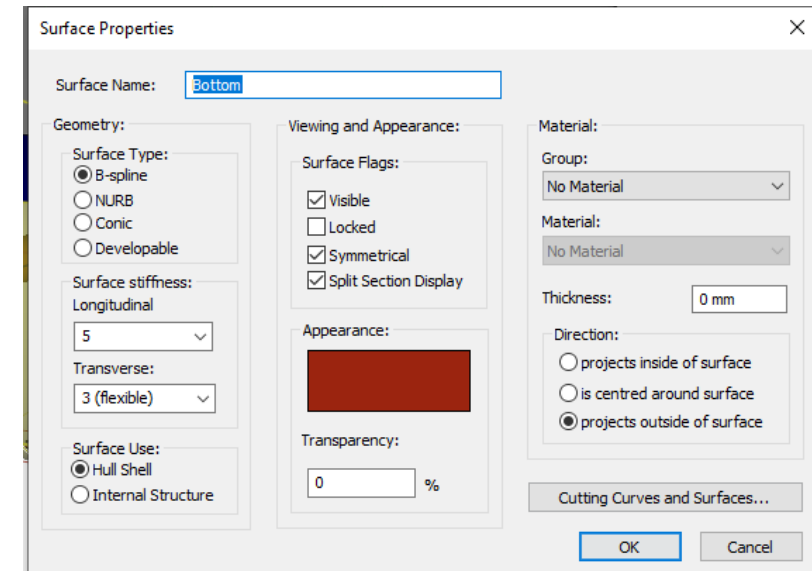 Surface Properties
Surface Name: Bottom
Geometry:
Surface Type:
B-spline
NURB
Conic
Developable
Surface stiffness:
Longitudinal
5
Transverse:
3 (flexible)
Surface Use:
Hull Shell
Internal Structure
Viewing and Appearance:
Surface Flags:
Visible
Locked
Symmetrical
Split Section Display
Appearance:
Transparency:
0 %
Material:
Group:
No Material
Material:
No Material
Thickness: 0 mm
Direction:
projects inside of surface
is centred around surface
projects outside of surface
Cutting Curves and Surfaces...
OK Cancel